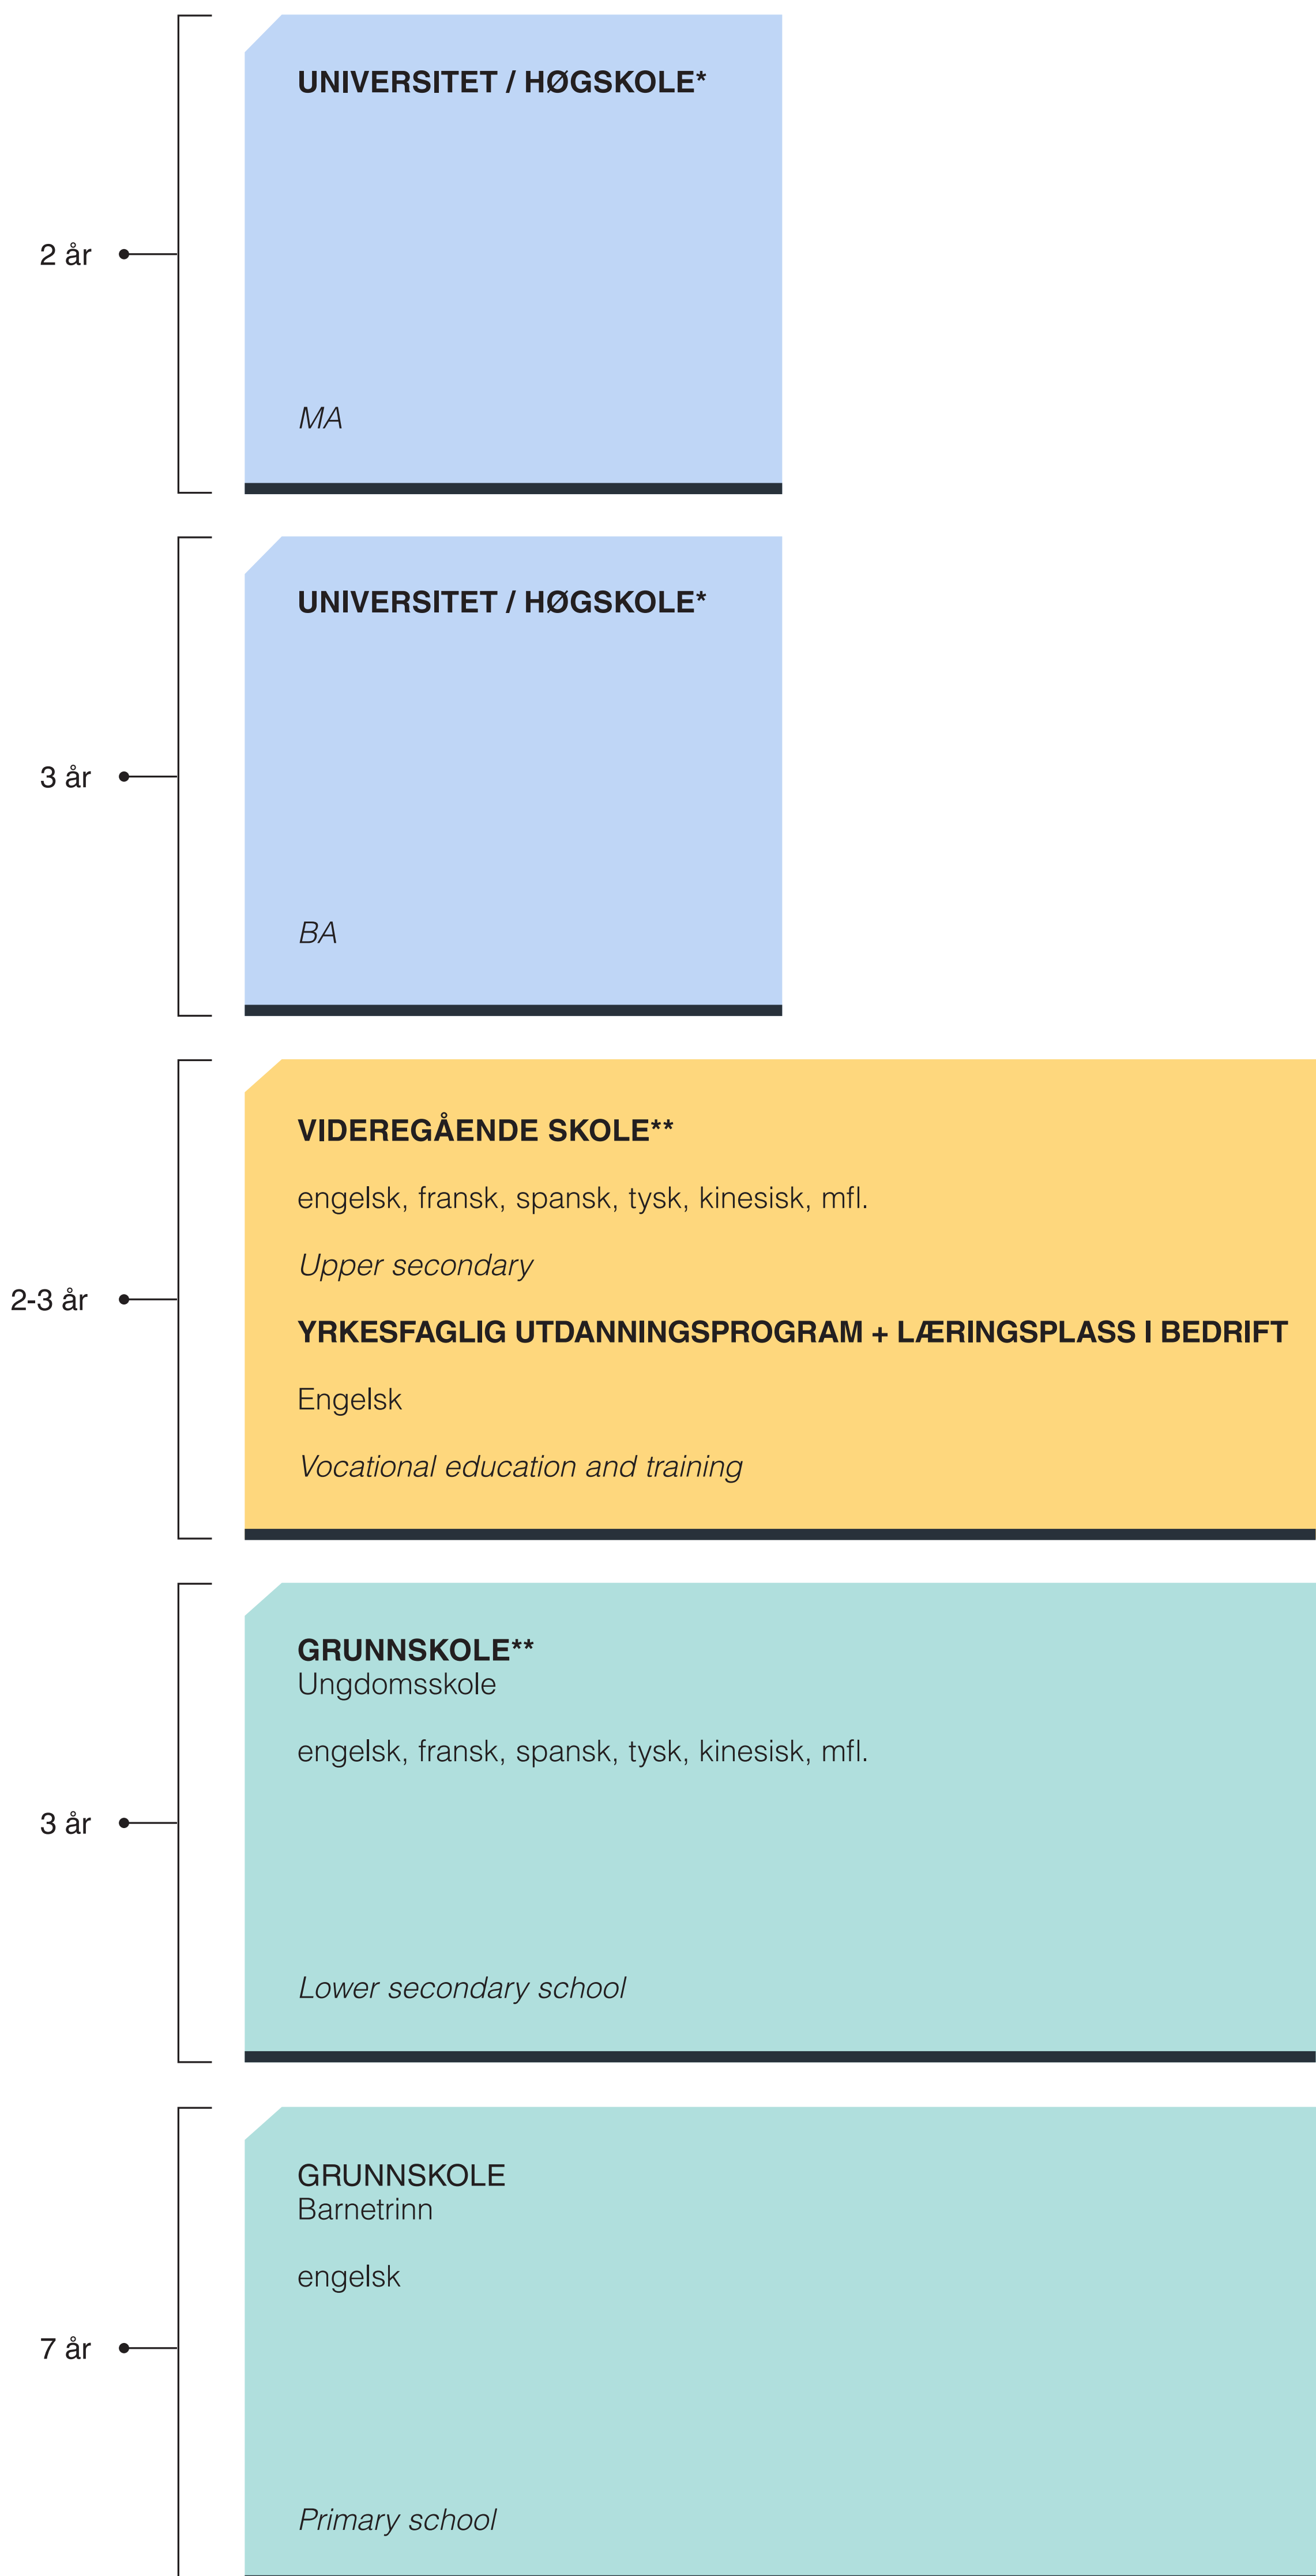 UNIVERSITET / HØGSKOLE*
2 år
MA
UNIVERSITET / HØGSKOLE*
3 år
BA
VIDEREGÅENDE SKOLE**
engelsk, fransk, spansk, tysk, kinesisk, mfl.
Upper secondary
2-3 år
YRKESFAGLIG UTDANNINGSPROGRAM + LÆRINGSPLASS I BEDRIFT
Engelsk
Vocational education and training
GRUNNSKOLE**
Ungdomsskole
engelsk, fransk, spansk, tysk, kinesisk, mfl.
3 år
Lower secondary school
GRUNNSKOLE
Barnetrinn
engelsk
7 år
Primary school